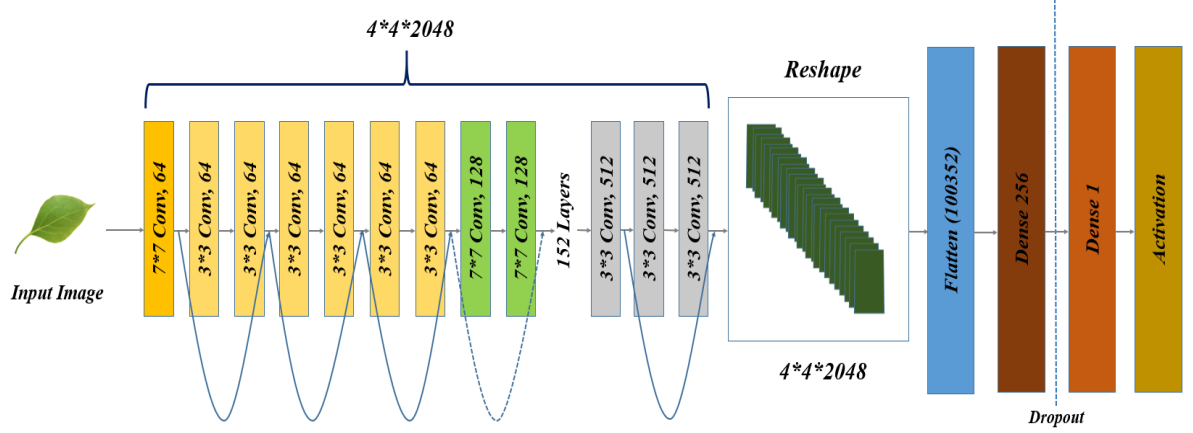 4*4*2048
Input Image
7*7 Conv, 64
3*3 Conv, 64
3*3 Conv, 64
3*3 Conv, 64
3*3 Conv, 64
3*3 Conv, 64
3*3 Conv, 64
7*7 Conv, 128
7*7 Conv, 128
152 Layers
3*3 Conv, 512
3*3 Conv, 512
3*3 Conv, 512
Reshape
4*4*2048
Flatten (100352)
Dense 256
Dropout
Dense 1
Activation